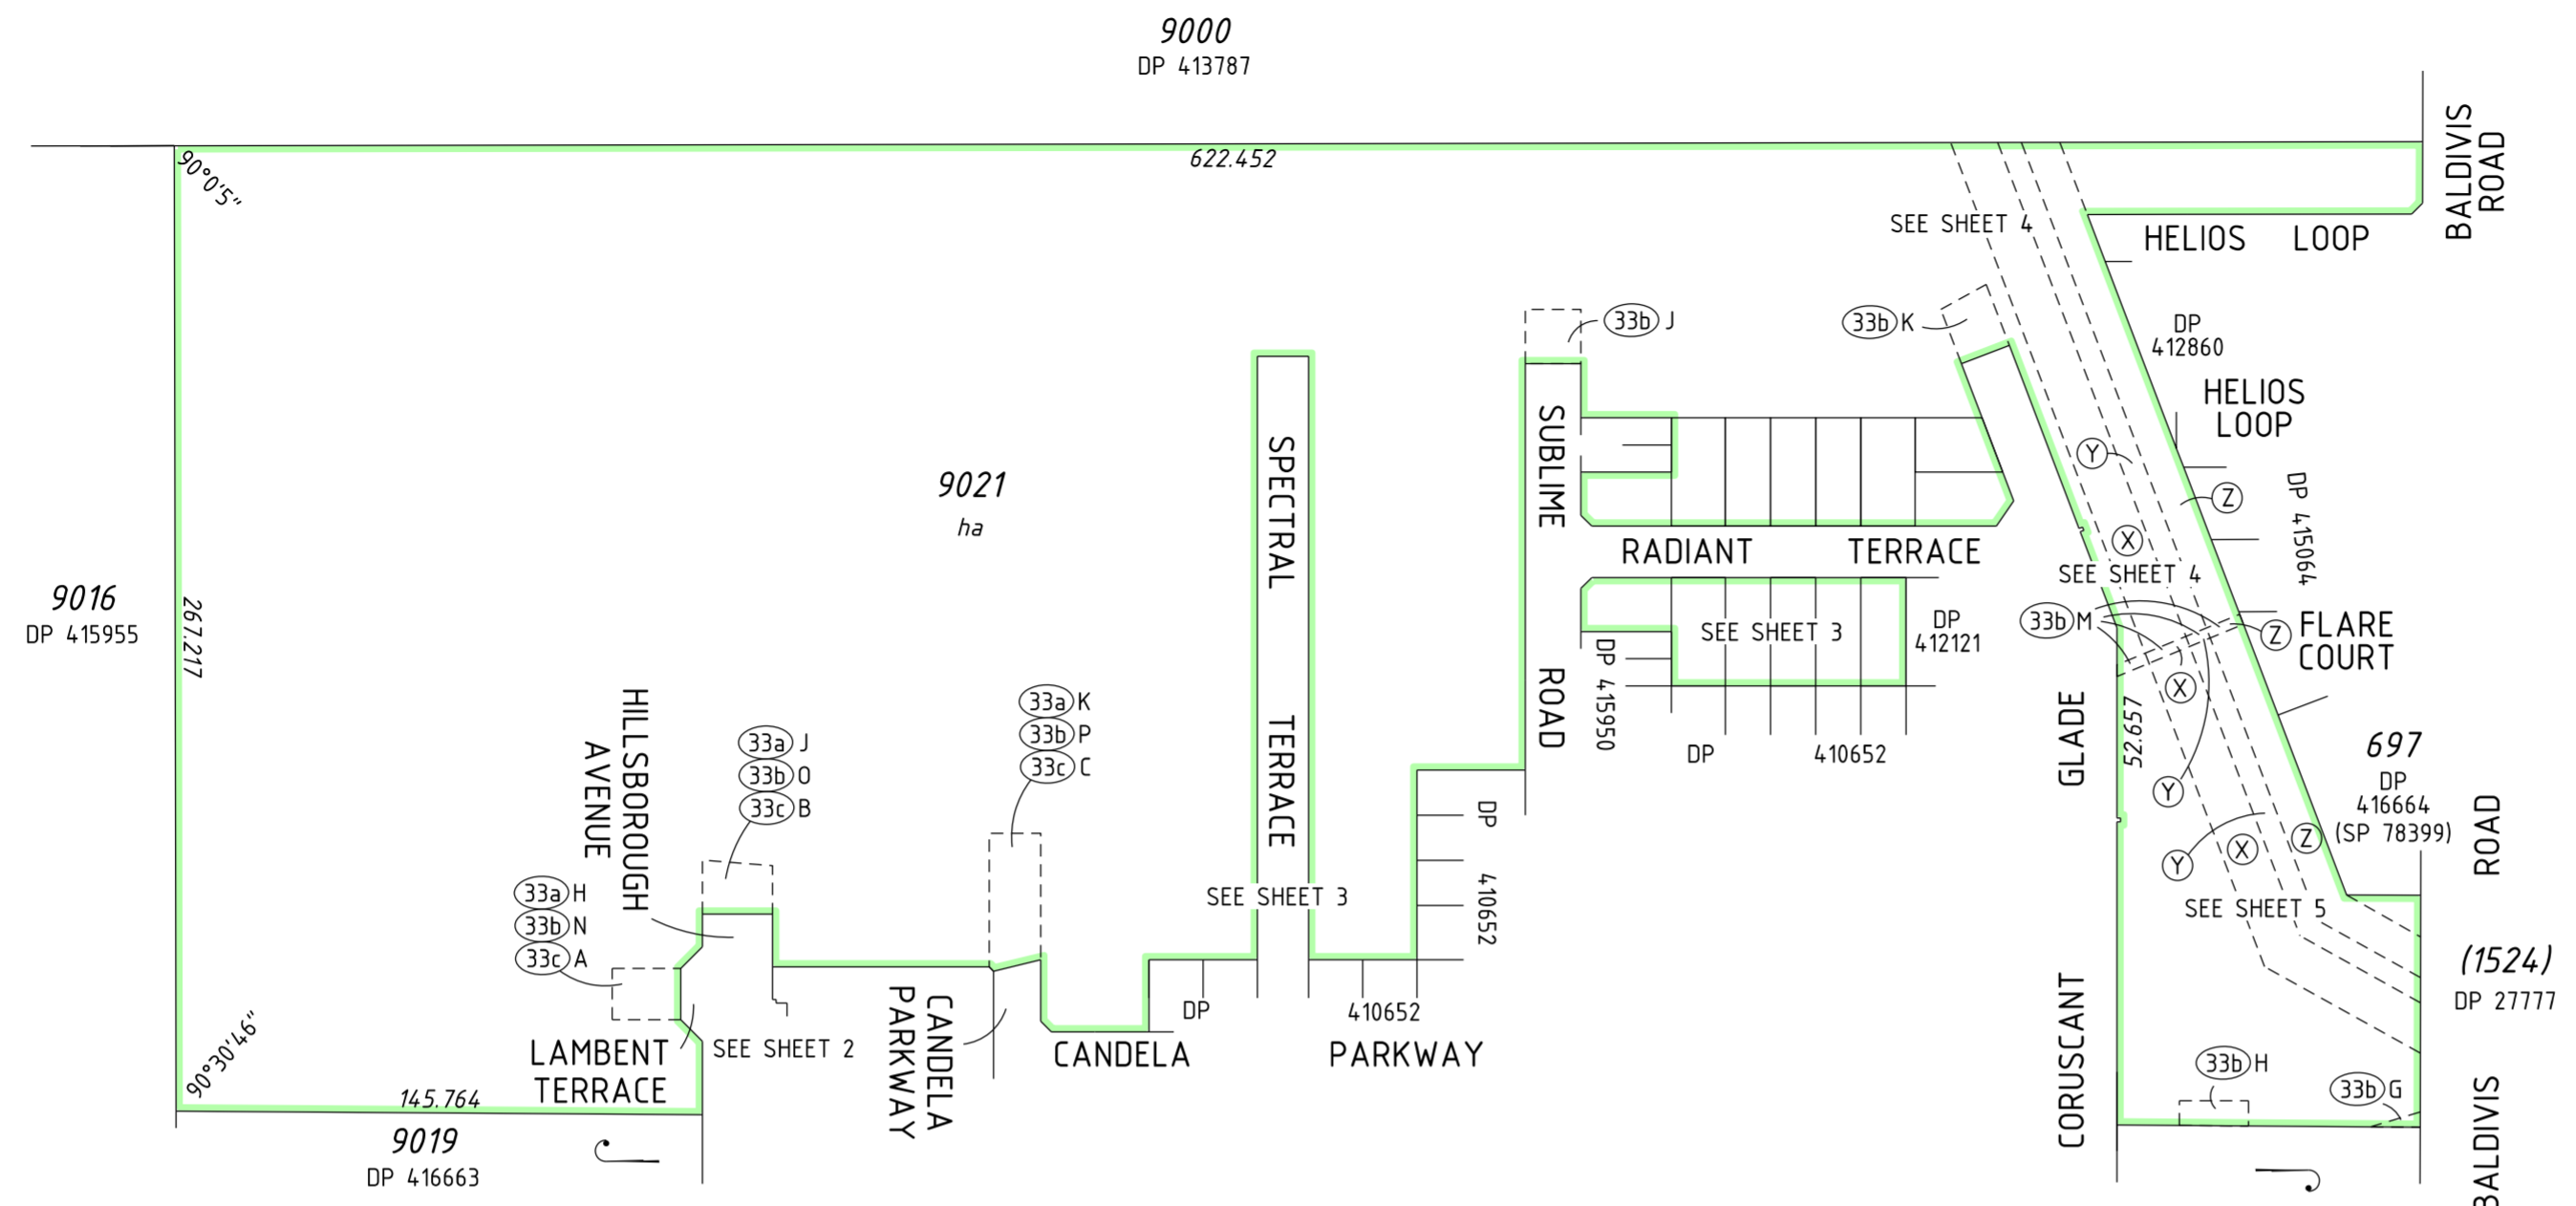 9000
DP 413787
BALDIVIS
ROAD
622.452
90°0'5"
SEE SHEET 4
HELIOS LOOP
33b J
33b K
DP
412860
HELIOS
LOOP
SUBLIME
SPECTRAL
Y
Z
DP 415064
9021
ha
RADIANT TERRACE
X
SEE SHEET 4
9016
DP 415955
267.217
33b M
Z
FLARE
COURT
SEE SHEET 3
DP
412121
DP 415950
X
HILLSBOROUGH
AVENUE
33a J
33b O
33c B
33a K
33b P
33c C
TERRACE
ROAD
DP 410652
GLADE
52.657
697
DP
416664
(SP 78399)
Y
Z
X
Y
ROAD
DP 410652
33a H
33b N
33c A
SEE SHEET 3
SEE SHEET 5
(1524)
DP 27777
CANDELA
PARKWAY
DP 410652
LAMBENT
TERRACE
SEE SHEET 2
CANDELA PARKWAY
90°30'46"
145.764
CORUSCANT
33b H
33b G
BALDIVIS
9019
DP 416663